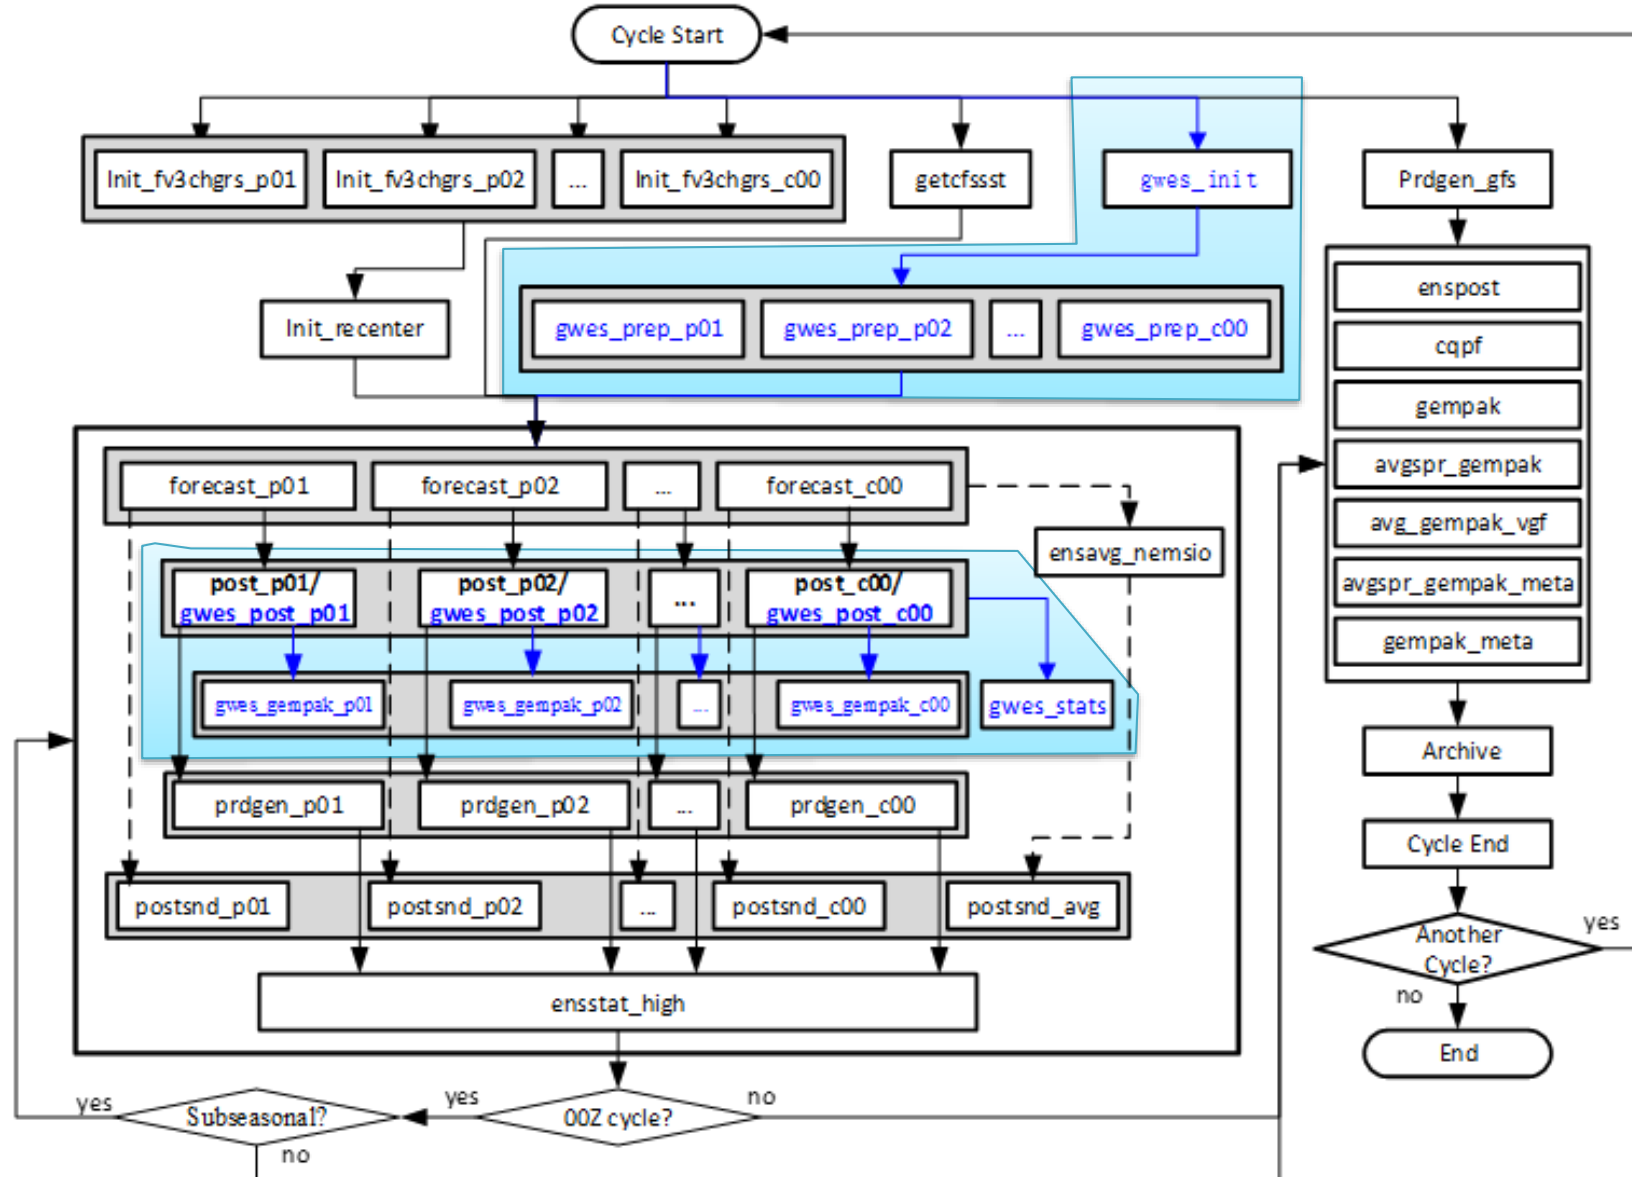 Cycle Start
Init_fv3chgrs_p01
Init_fv3chgrs_p02
...
Init_fv3chgrs_c00
getcfssst
gwes_init
Prdgen_gfs
Init_recenter
gwes_prep_p01
gwes_prep_p02
...
gwes_prep_c00
enspost
cqpf
gempak
avgspr_gempak
avg_gempak_vgf
avgspr_gempak_meta
gempak_meta
forecast_p01
forecast_p02
...
forecast_c00
ensavg_nemsio
post_p01/
gwes_post_p01
post_p02/
gwes_post_p02
...
post_c00/
gwes_post_c00
gwes_gempak_p01
gwes_gempak_p02
...
gwes_gempak_c00
gwes_stats
prdgen_p01
prdgen_p02
...
prdgen_c00
postsnd_p01
postsnd_p02
...
postsnd_c00
postsnd_avg
ensstat_high
Archive
Cycle End
Another
Cycle?
yes
no
End
yes
Subseasonal?
no
yes
00Z cycle?
no